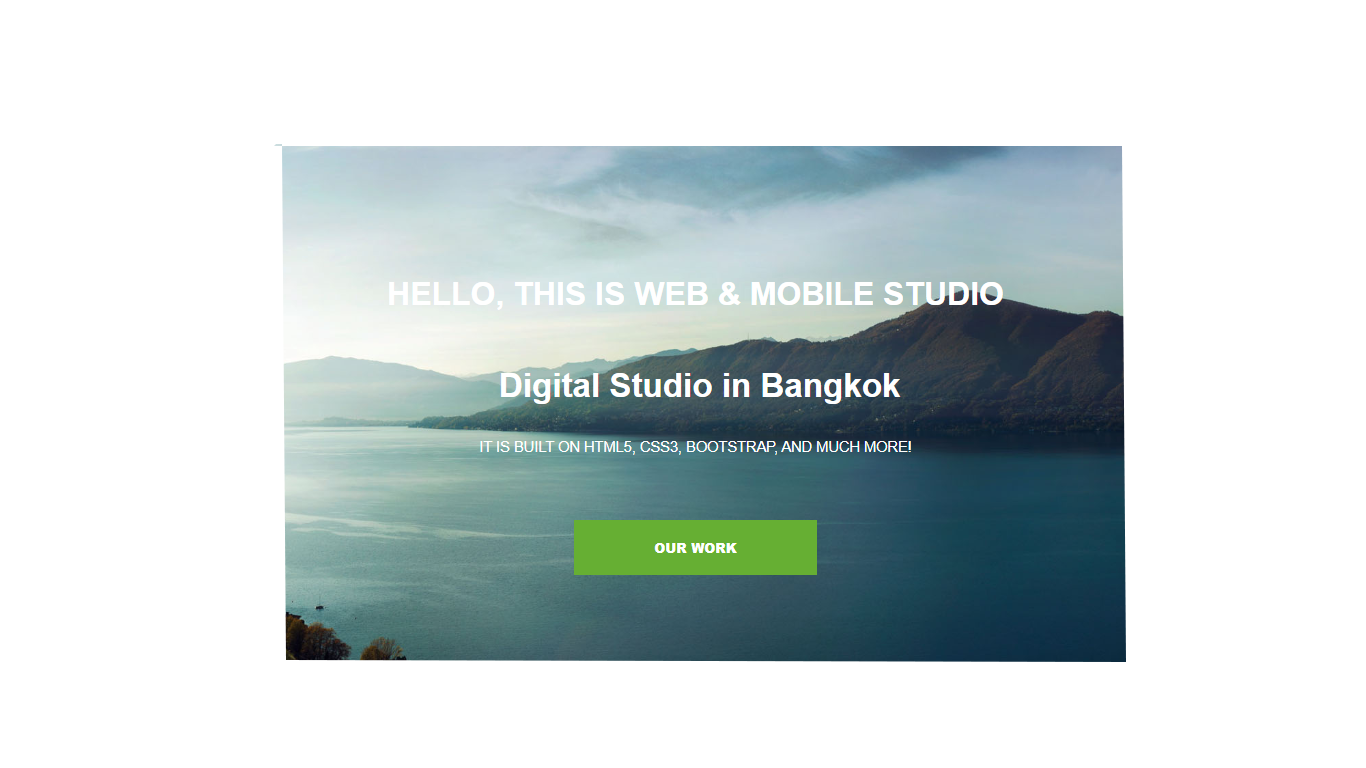 HELLO, THIS IS WEB & MOBILE STUDIO
Digital Studio in Bangkok
IT IS BUILT ON HTML5, CSS3, BOOTSTRAP, AND MUCH MORE!
OUR WORK